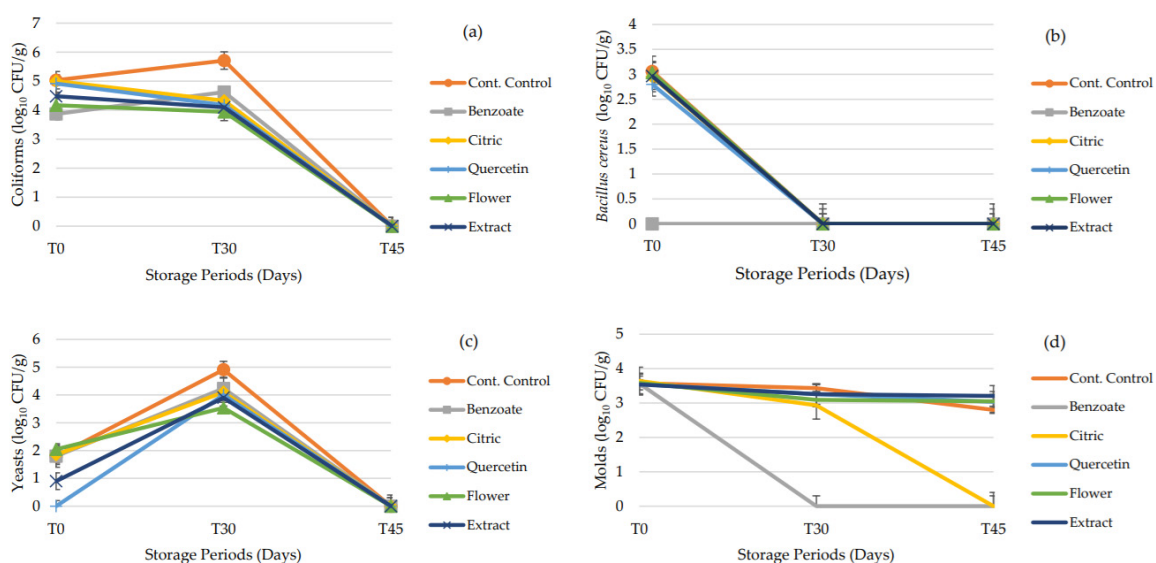 (a)
Coliforms (log10 CFU/g)
7
6
5
4
3
2
1
0
T0 T30 T45
Storage Periods (Days)
Cont. Control
Benzoate
Citric
Quercetin
Flower
Extract
(b)
Bacillus cereus (log10 CFU/g)
4
3.5
3
2.5
2
1.5
1
0.5
0
T0 T30 T45
Storage Periods (Days)
Cont. Control
Benzoate
Citric
Quercetin
Flower
Extract
(c)
Yeasts (log10 CFU/g)
6
5
4
3
2
1
0
T0 T30 T45
Storage Periods (Days)
Cont. Control
Benzoate
Citric
Quercetin
Flower
Extract
(d)
Molds (log10 CFU/g)
5
4
3
2
1
0
T0 T30 T45
Storage Periods (Days)
Cont. Control
Benzoate
Citric
Quercetin
Flower
Extract